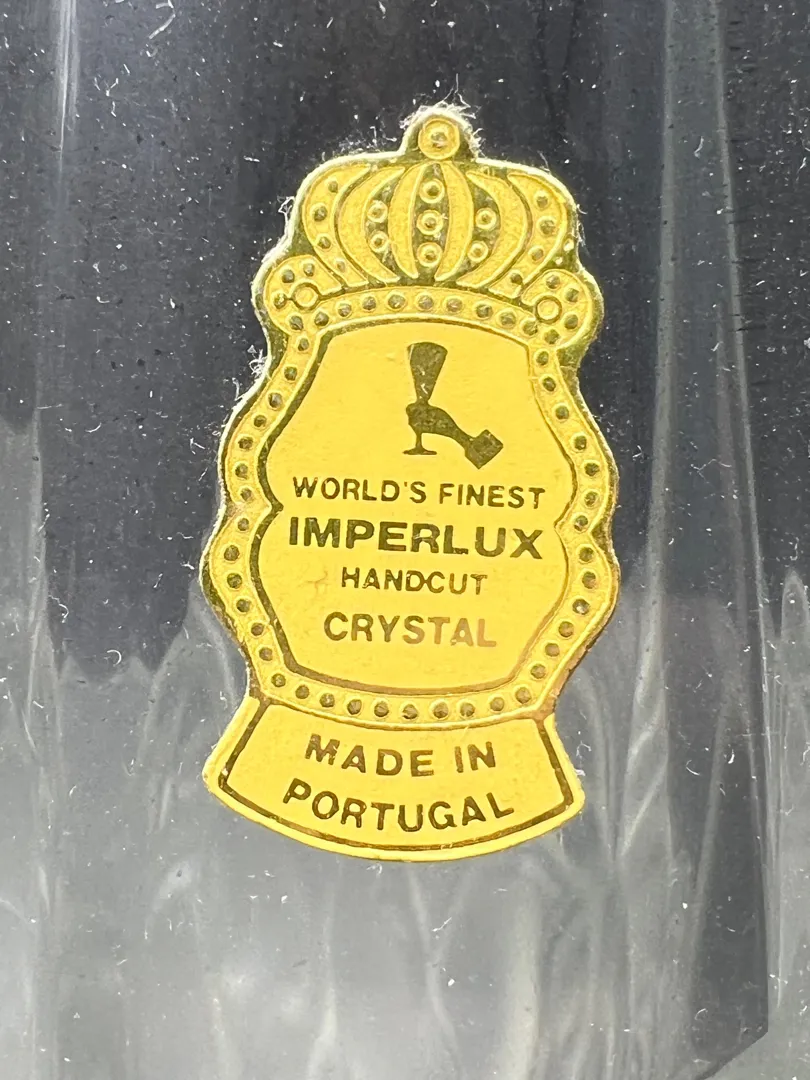 WORLD'S FINEST
IMPERLUX
HANDCUT
CRYSTAL
MADE IN
PORTUGAL